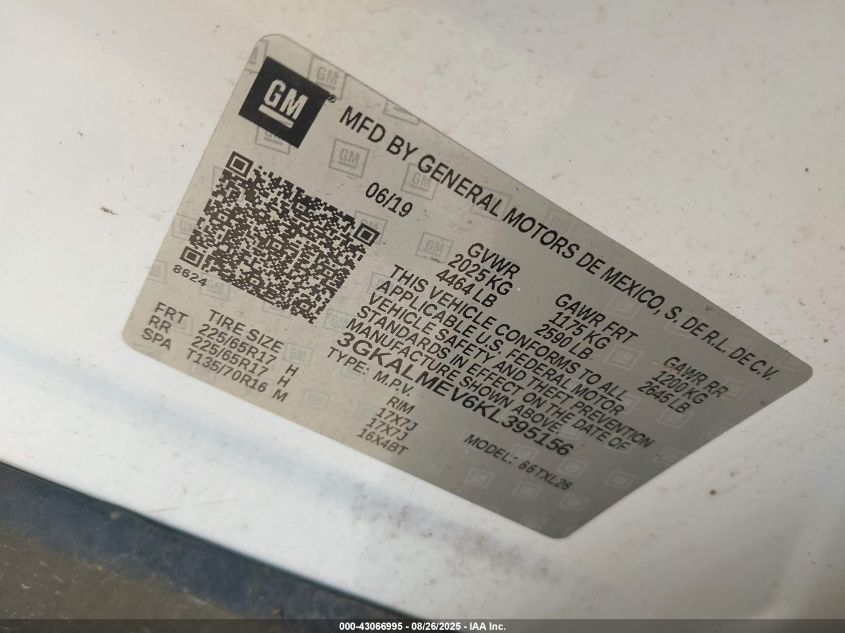 GM
®
MFD BY GENERAL MOTORS DE MEXICO, S. DE R.L. DE C.V.
06/19
GVWR GAWR FRT GAWR RR
2025 KG 1175 KG 1200 KG
4464 LB 2590 LB 2645 LB
THIS VEHICLE CONFORMS TO ALL
APPLICABLE U.S. FEDERAL MOTOR
VEHICLE SAFETY AND THEFT PREVENTION
STANDARDS IN EFFECT ON THE DATE OF
MANUFACTURE SHOWN ABOVE.
3GKALMEV6KL395156
TYPE: M.P.V. MODEL: 66TXL26
8624
TIRE SIZE RIM
FRT 225/65R17 H 17X7J
RR 225/65R17 H 17X7J
SPA T135/70R16 M 16X4BT
000-43066995 - 08/26/2025 - IAA Inc.